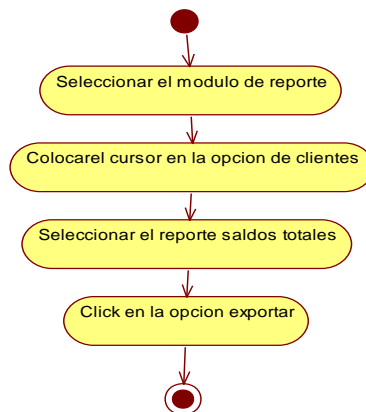 Seleccionar el modulo de reporte
Colocarel cursor en la opcion de clientes
Seleccionar el reporte saldos totales
Click en la opcion exportar